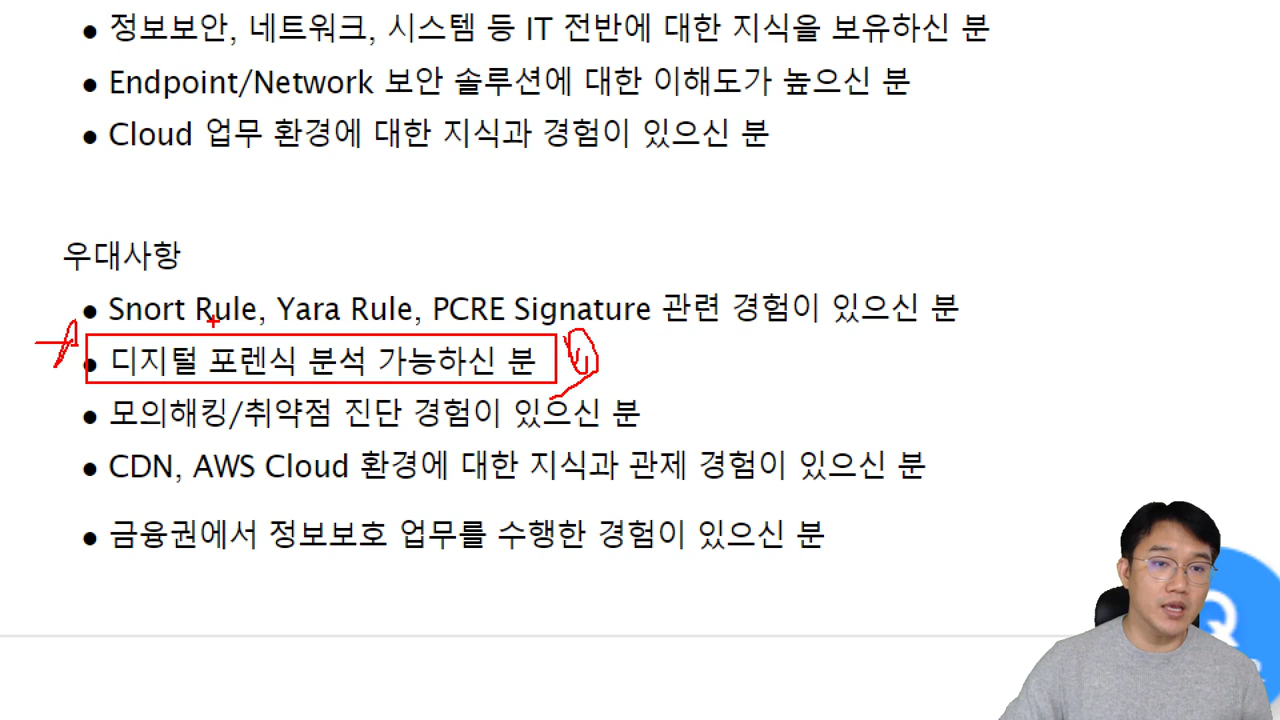 ● 정보보안, 네트워크, 시스템 등 IT 전반에 대한 지식을 보유하신 분
● Endpoint/Network 보안 솔루션에 대한 이해도가 높으신 분
● Cloud 업무 환경에 대한 지식과 경험이 있으신 분
우대사항
● Snort Rule, Yara Rule, PCRE Signature 관련 경험이 있으신 분
● 디지털 포렌식 분석 가능하신 분
● 모의해킹/취약점 진단 경험이 있으신 분
● CDN, AWS Cloud 환경에 대한 지식과 관제 경험이 있으신 분
● 금융권에서 정보보호 업무를 수행한 경험이 있으신 분